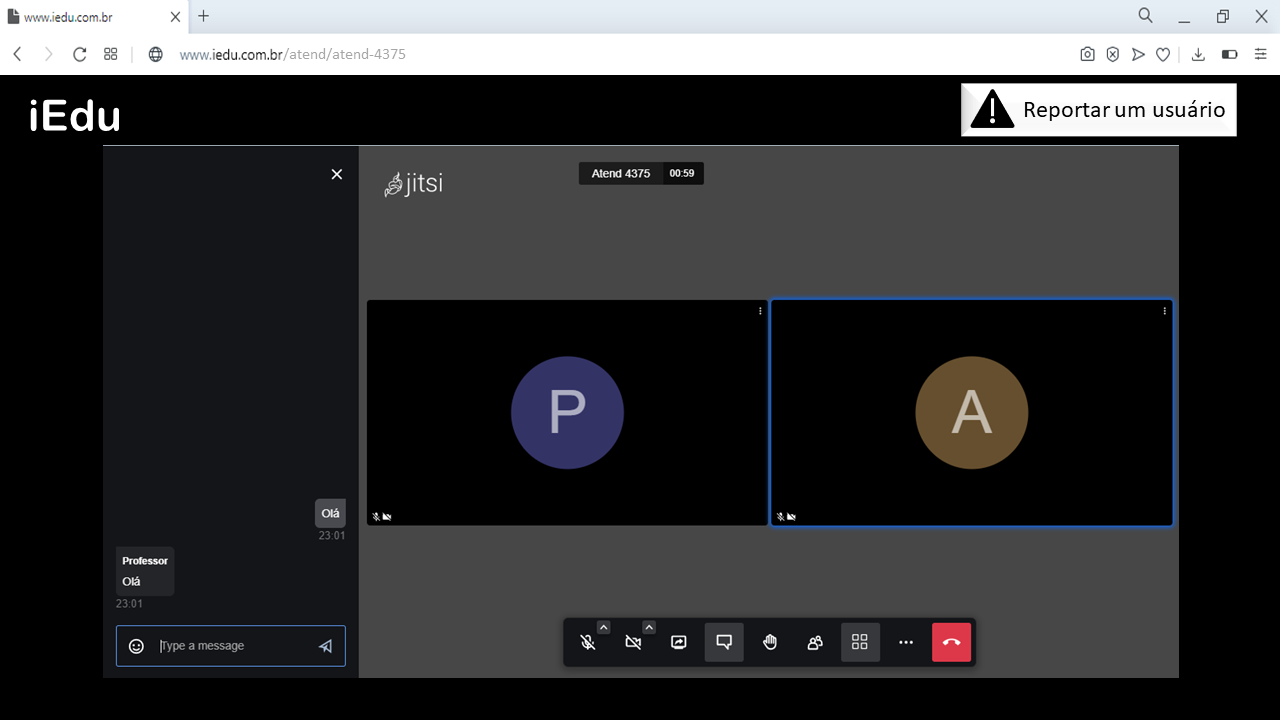 www.iedu.com.br
www.iedu.com.br/atend/atend-4375
iEdu
Reportar um usuário
jitsi
Atend 4375 00:59
P
A
Olá
23:01
Professor
Olá
23:01
Type a message